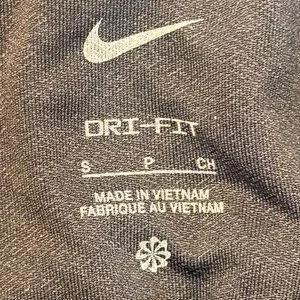 DRI-FIT
S P CH
MADE IN VIETNAM
FABRIQUE AU VIETNAM